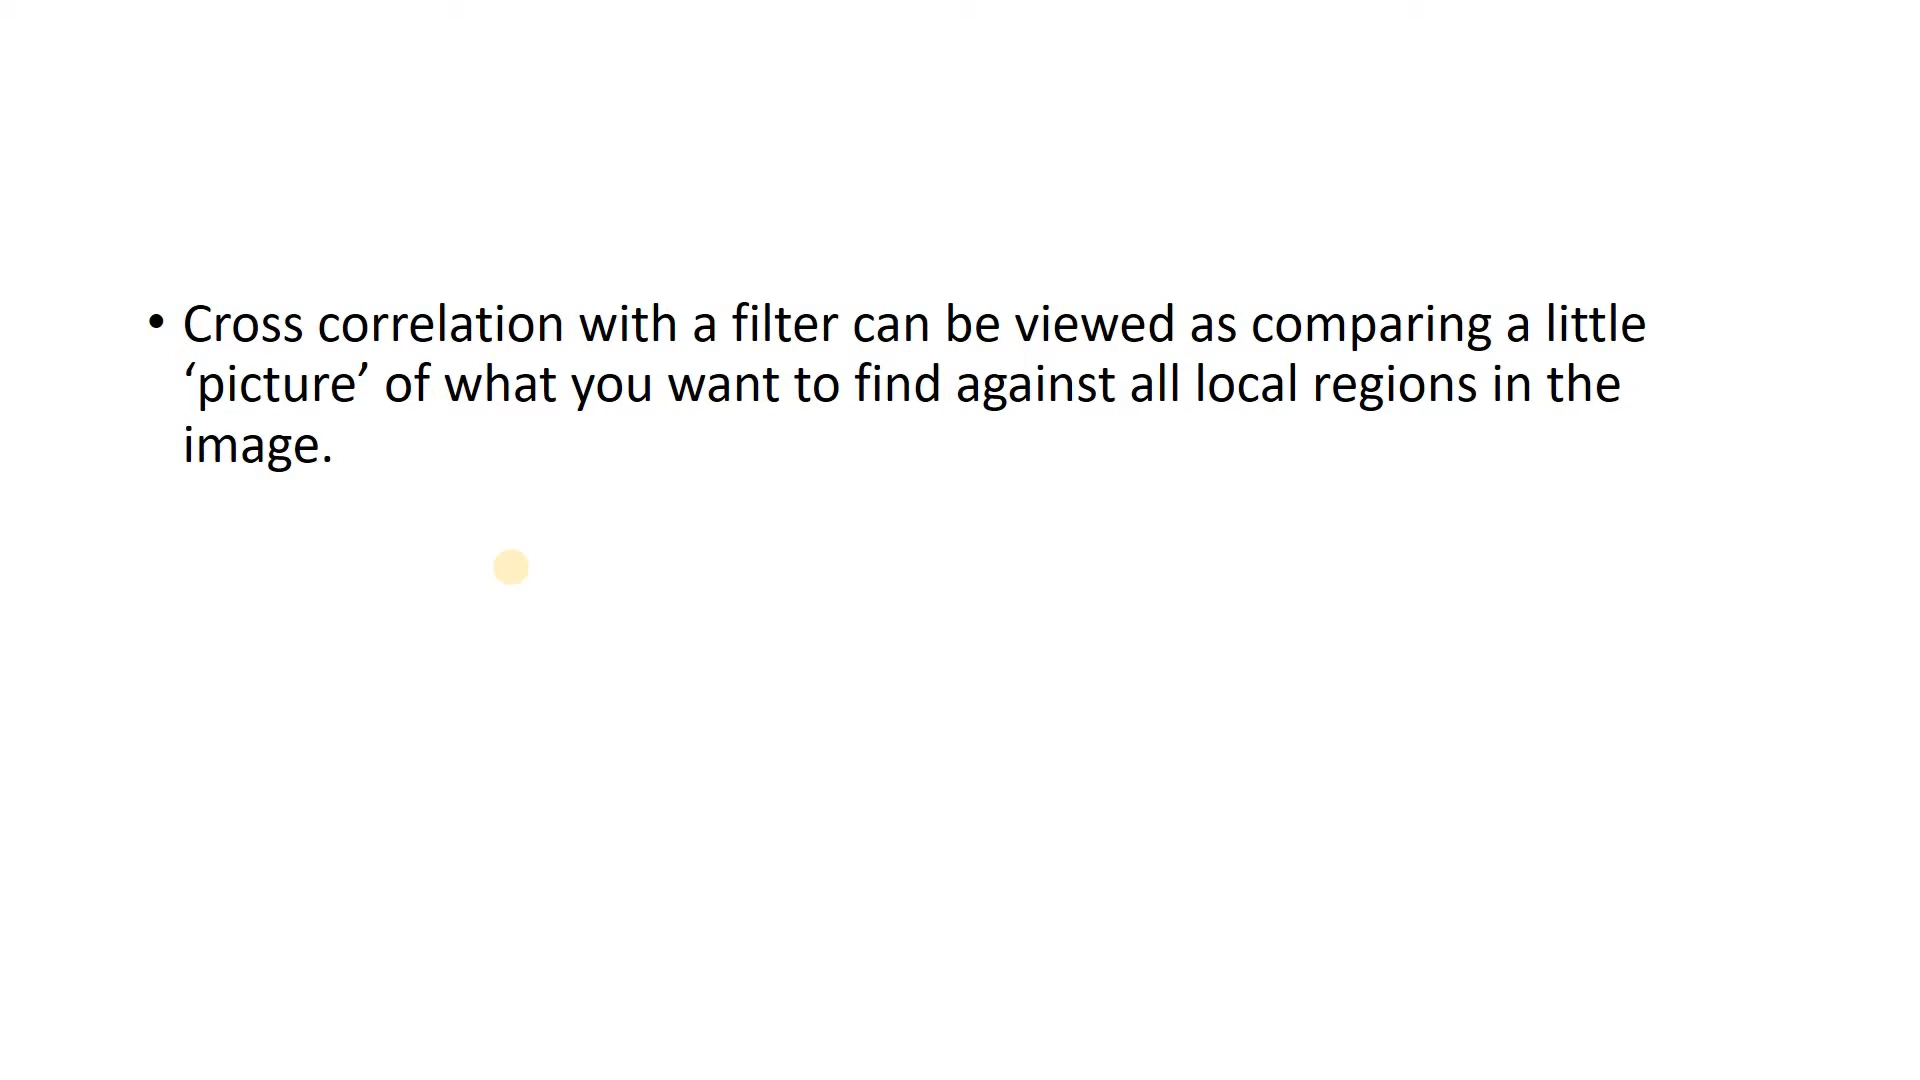 • Cross correlation with a filter can be viewed as comparing a little
‘picture’ of what you want to find against all local regions in the
image.